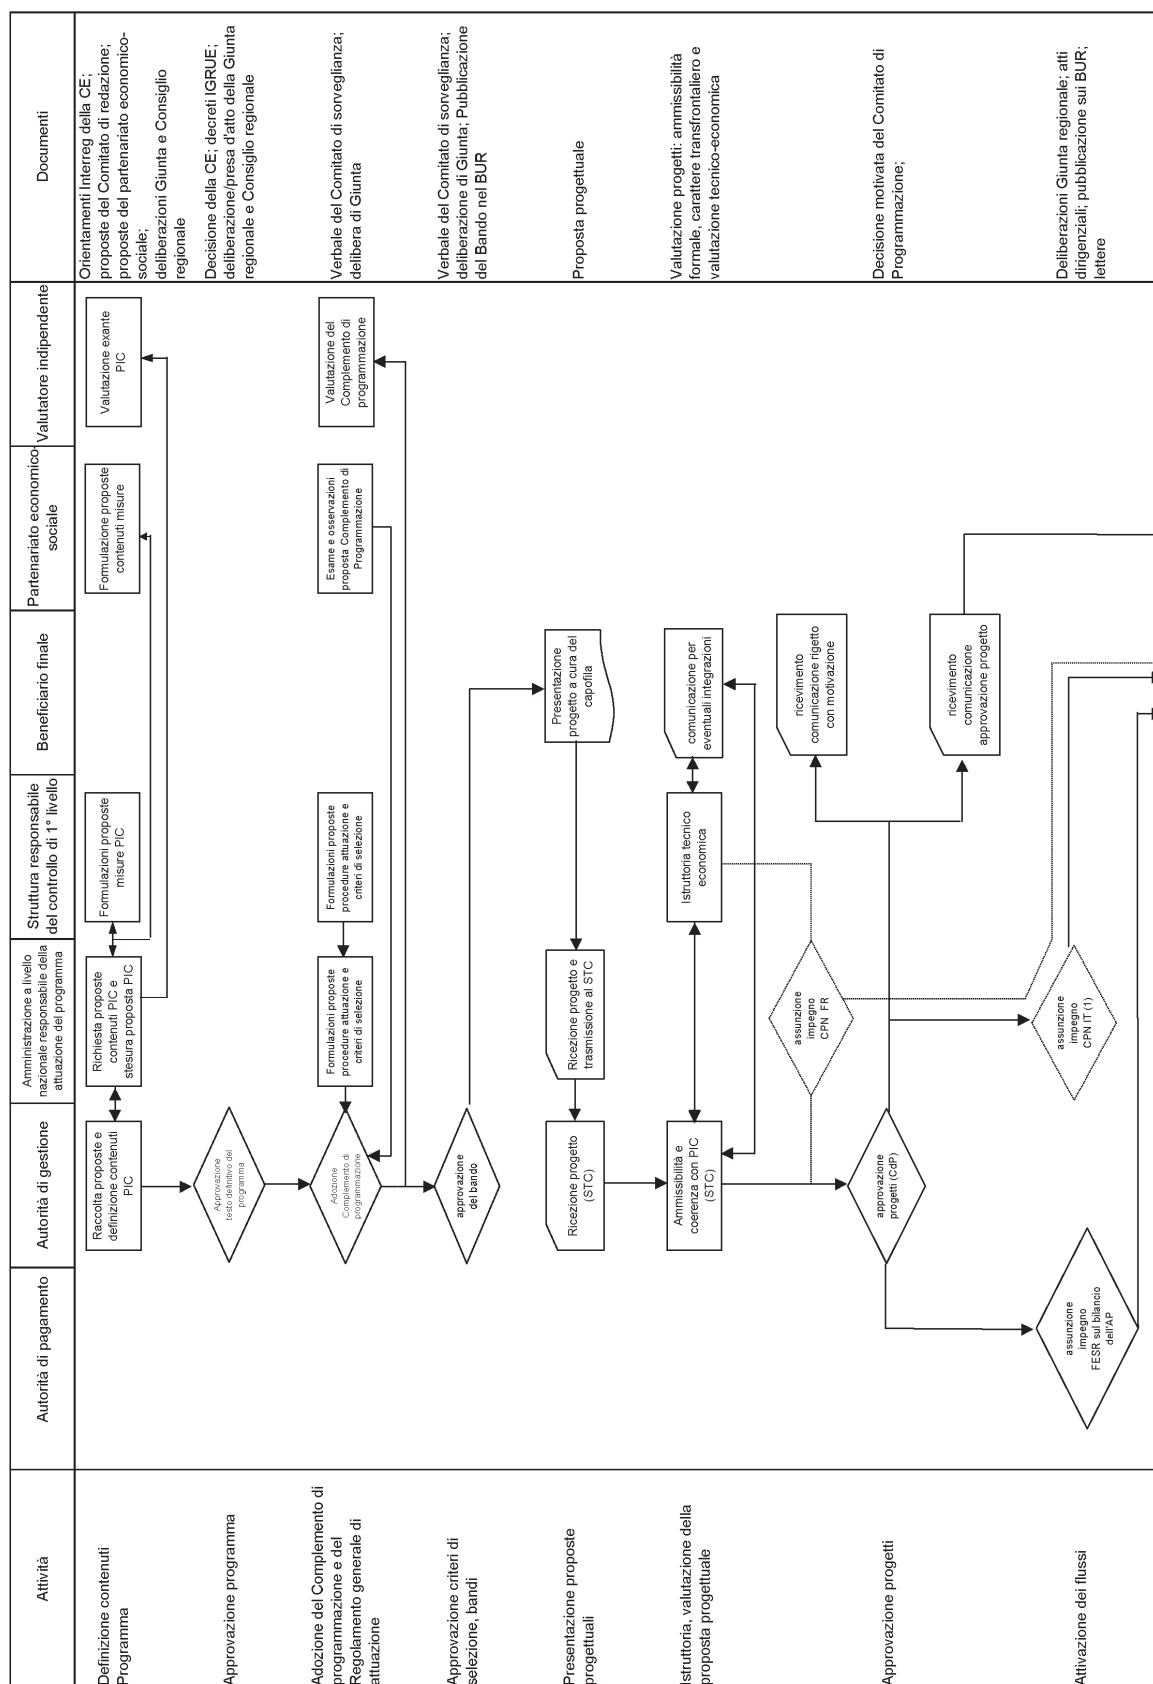 Attività
Autorità di pagamento
Autorità di gestione
Amministrazione a livello
nazionale responsabile della
attuazione del programma
Struttura responsabile
del controllo di 1° livello
Beneficiario finale
Partenariato economico-
sociale
Valutatore indipendente
Documenti
Definizione contenuti
Programma
Raccolta proposte e
definizione contenuti
PIC
Richiesta proposte
contenuti PIC e
stesura proposta PIC
Formulazioni proposte
misure PIC
Formulazione proposte
contenuti misure
Valutazione exante
PIC
Orientamenti Interreg della CE;
proposte del Comitato di redazione;
proposte del partenariato economico-
sociale;
deliberazioni Giunta e Consiglio
regionale
Approvazione programma
Approvazione
testo definitivo del
programma
Decisione della CE; decreti IGRUE;
deliberazione/presa d'atto della Giunta
regionale e Consiglio regionale
Adozione del Complemento di
programmazione e del
Regolamento generale di
attuazione
Adozione
Complemento di
programmazione
Formulazioni proposte
procedure attuazione e
criteri di selezione
Formulazioni proposte
procedure attuazione e
criteri di selezione
Esame e osservazioni
proposta Complemento di
Programmazione
Valutazione del
Complemento di
programmazione
Verbale del Comitato di sorveglianza;
delibera di Giunta
Approvazione criteri di
selezione, bandi
approvazione
del bando
Verbale del Comitato di sorveglianza;
deliberazione di Giunta; Pubblicazione
del Bando nel BUR
Presentazione proposte
progettuali
Ricezione progetto
(STC)
Ricezione progetto e
trasmissione al STC
Presentazione
progetto a cura del
capofila
Proposta progettuale
Istruttoria, valutazione della
proposta progettuale
Ammissibilità e
coerenza con PIC
(STC)
Istruttoria tecnico
economica
comunicazione per
eventuali integrazioni
Valutazione progetti: ammissibilità
formale, carattere transfrontaliero e
valutazione tecnico-economica
Approvazione progetti
approvazione
progetti (CdP)
assunzione
impegno
CPN FR
ricevimento
comunicazione rigetto
con motivazione
ricevimento
comunicazione
approvazione progetto
Decisione motivata del Comitato di
Programmazione;
Attivazione dei flussi
assunzione
impegno
FESR sul bilancio
dell'AP
assunzione
impegno
CPN IT (1)
Deliberazioni Giunta regionale; atti
dirigenziali; pubblicazione sui BUR;
lettere